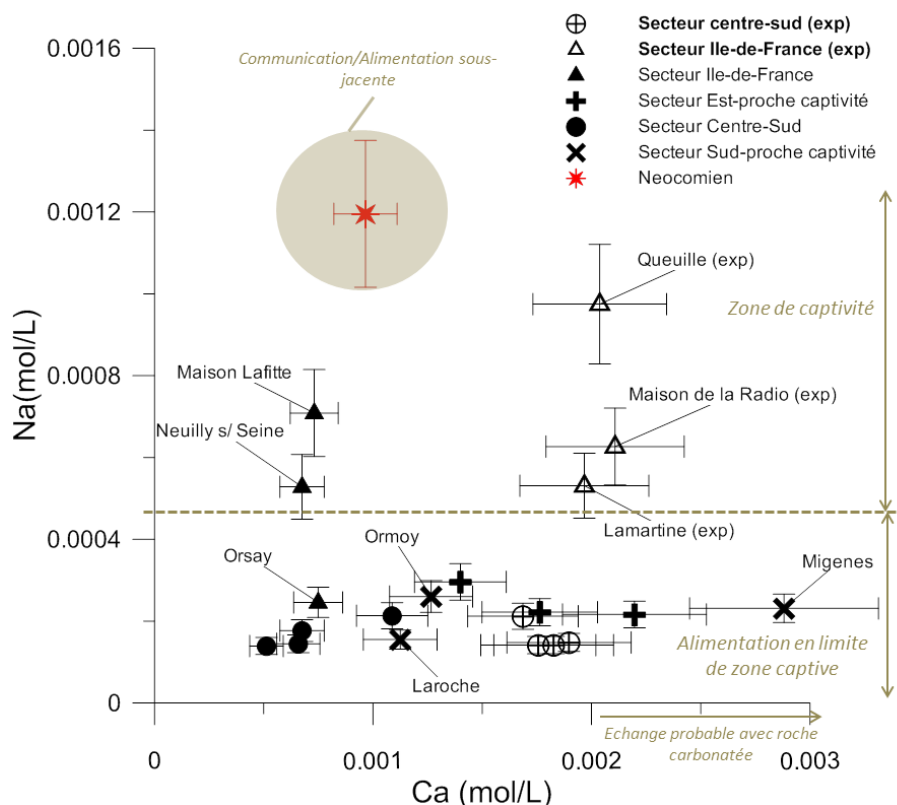 0.0016
Communication/Alimentation sous-
jacente
Secteur centre-sud (exp)
Secteur Ile-de-France (exp)
Secteur Ile-de-France
Secteur Est-proche captivité
Secteur Centre-Sud
Secteur Sud-proche captivité
Neocomien
0.0012
Queuille (exp)
Zone de captivité
Na(mol/L)
0.0008
Maison Lafitte
Maison de la Radio (exp)
Neuilly s/ Seine
Lamartine (exp)
0.0004
Ormoy
Orsay
Migenes
Alimentation en limite
de zone captive
Laroche
0
Echange probable avec roche
carbonatée
0
0.001
0.002
0.003
Ca (mol/L)